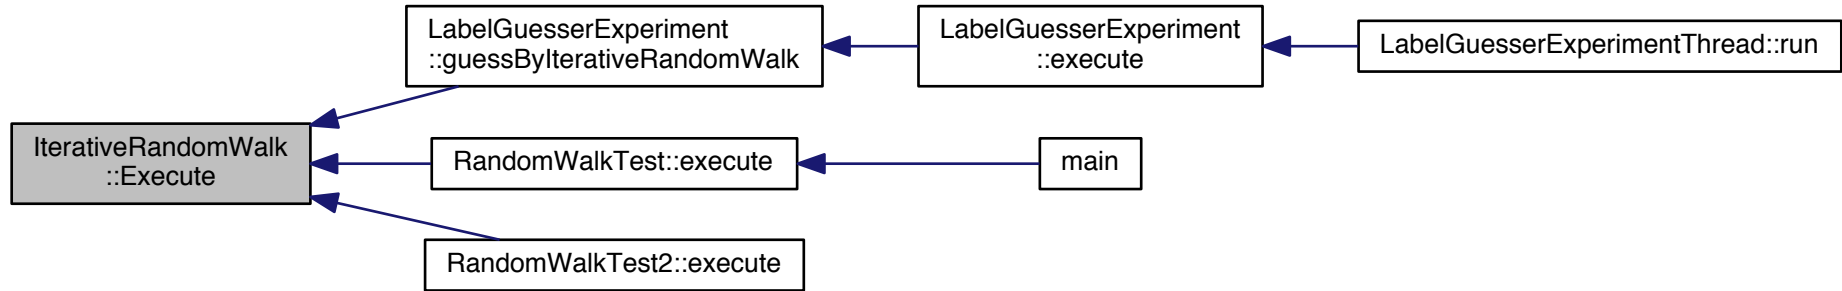 LabelGuesserExperiment
::guessByIterativeRandomWalk
LabelGuesserExperiment
::execute
LabelGuesserExperimentThread::run
IterativeRandomWalk
::Execute
RandomWalkTest::execute
main
RandomWalkTest2::execute